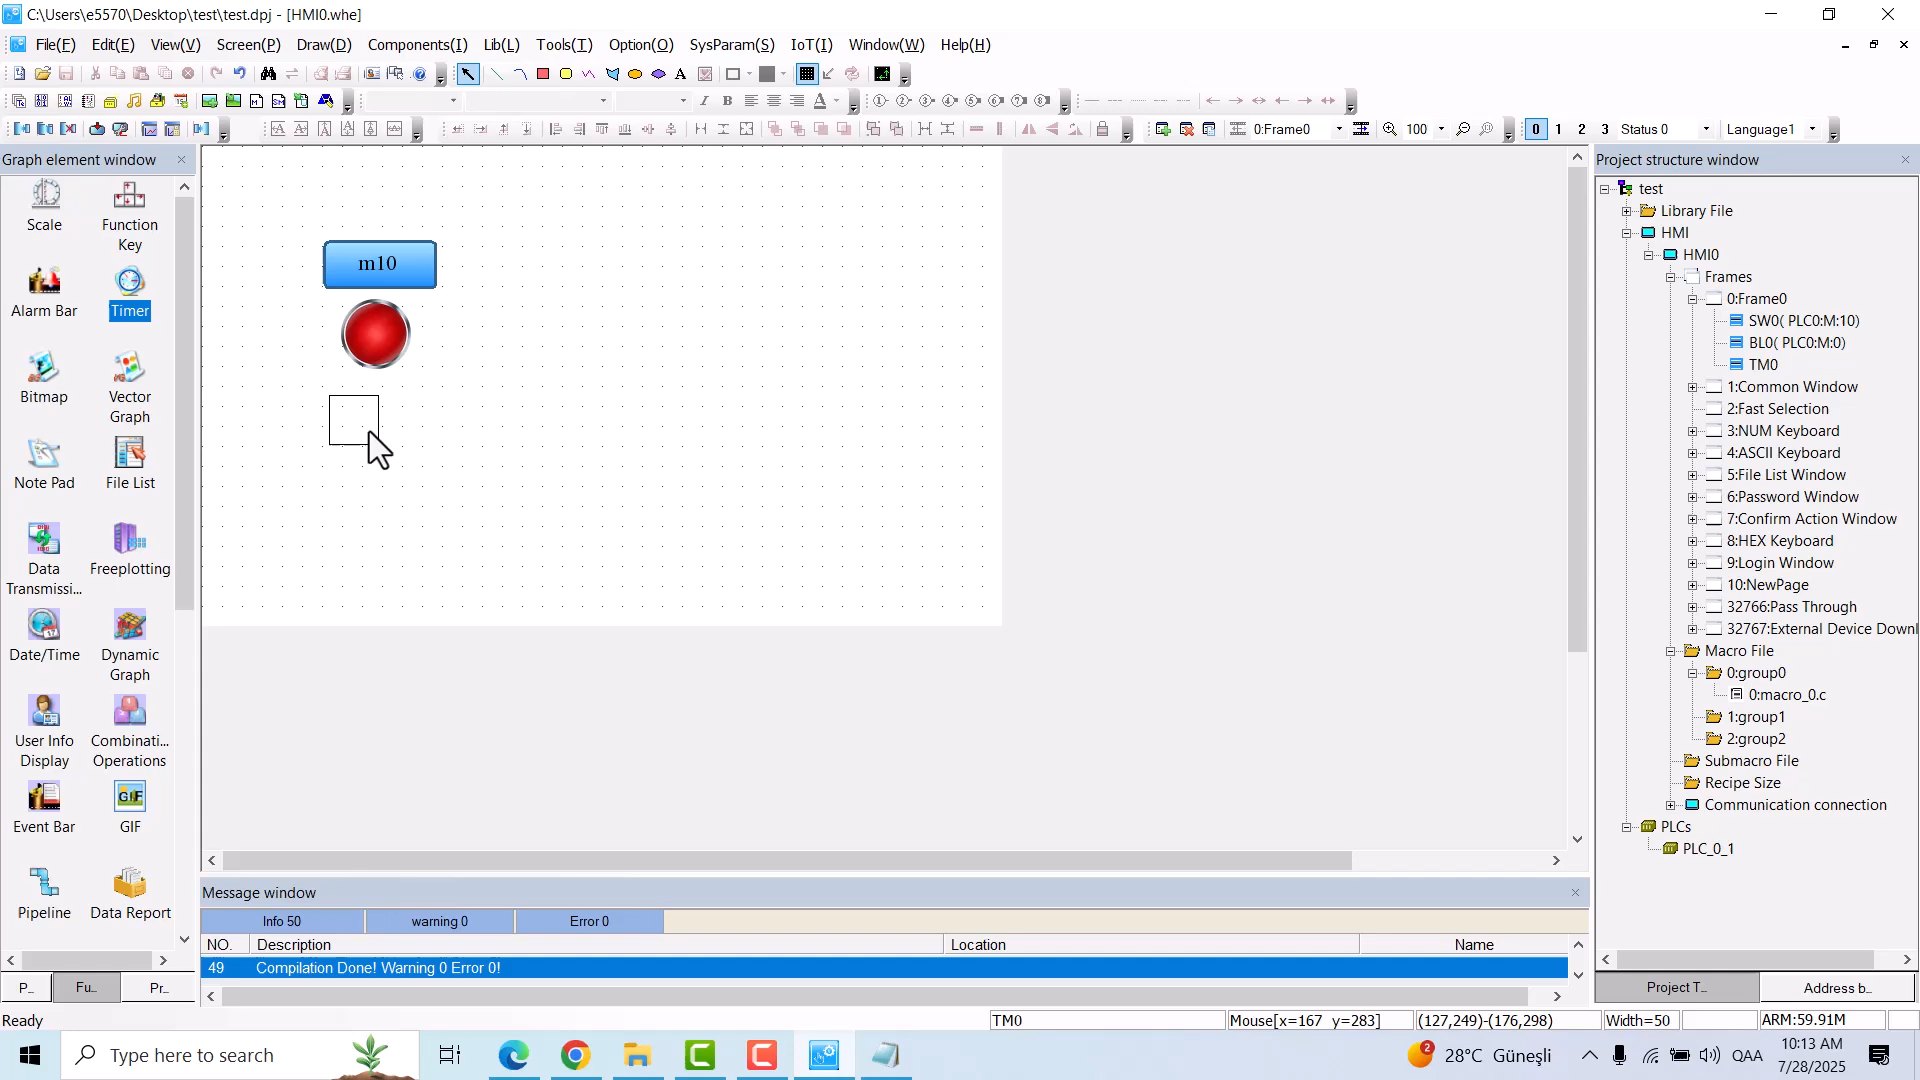 C:\Users\e5570\Desktop\test\test.dpj - [HMI0.whe]
File(F) Edit(E) View(V) Screen(P) Draw(D) Components(I) Lib(L) Tools(T) Option(O) SysParam(S) IoT(I) Window(W) Help(H)
0:Frame0 100 0 1 2 3 Status 0 Language1
Graph element window
Scale
Function Key
Alarm Bar
Timer
Bitmap
Vector Graph
Note Pad
File List
Data Transmissi...
Freeplotting
Date/Time
Dynamic Graph
User Info Display
Combinati... Operations
Event Bar
GIF
Pipeline
Data Report
P... Fu... Pr...
m10
Project structure window
test
Library File
HMI
HMI0
Frames
0:Frame0
SW0( PLC0:M:10)
BL0( PLC0:M:0)
TM0
1:Common Window
2:Fast Selection
3:NUM Keyboard
4:ASCII Keyboard
5:File List Window
6:Password Window
7:Confirm Action Window
8:HEX Keyboard
9:Login Window
10:NewPage
32766:Pass Through
32767:External Device Downl
Macro File
0:group0
0:macro_0.c
1:group1
2:group2
Submacro File
Recipe Size
Communication connection
PLCs
PLC_0_1
Project T... Address b...
Message window
Info 50 warning 0 Error 0
NO. Description Location Name
49 Compilation Done! Warning 0 Error 0!
Ready TM0 Mouse[x=167 y=283] (127,249)-(176,298) Width=50 ARM:59.91M
Type here to search
2
28°C Güneşli
QAA
10:13 AM
7/28/2025